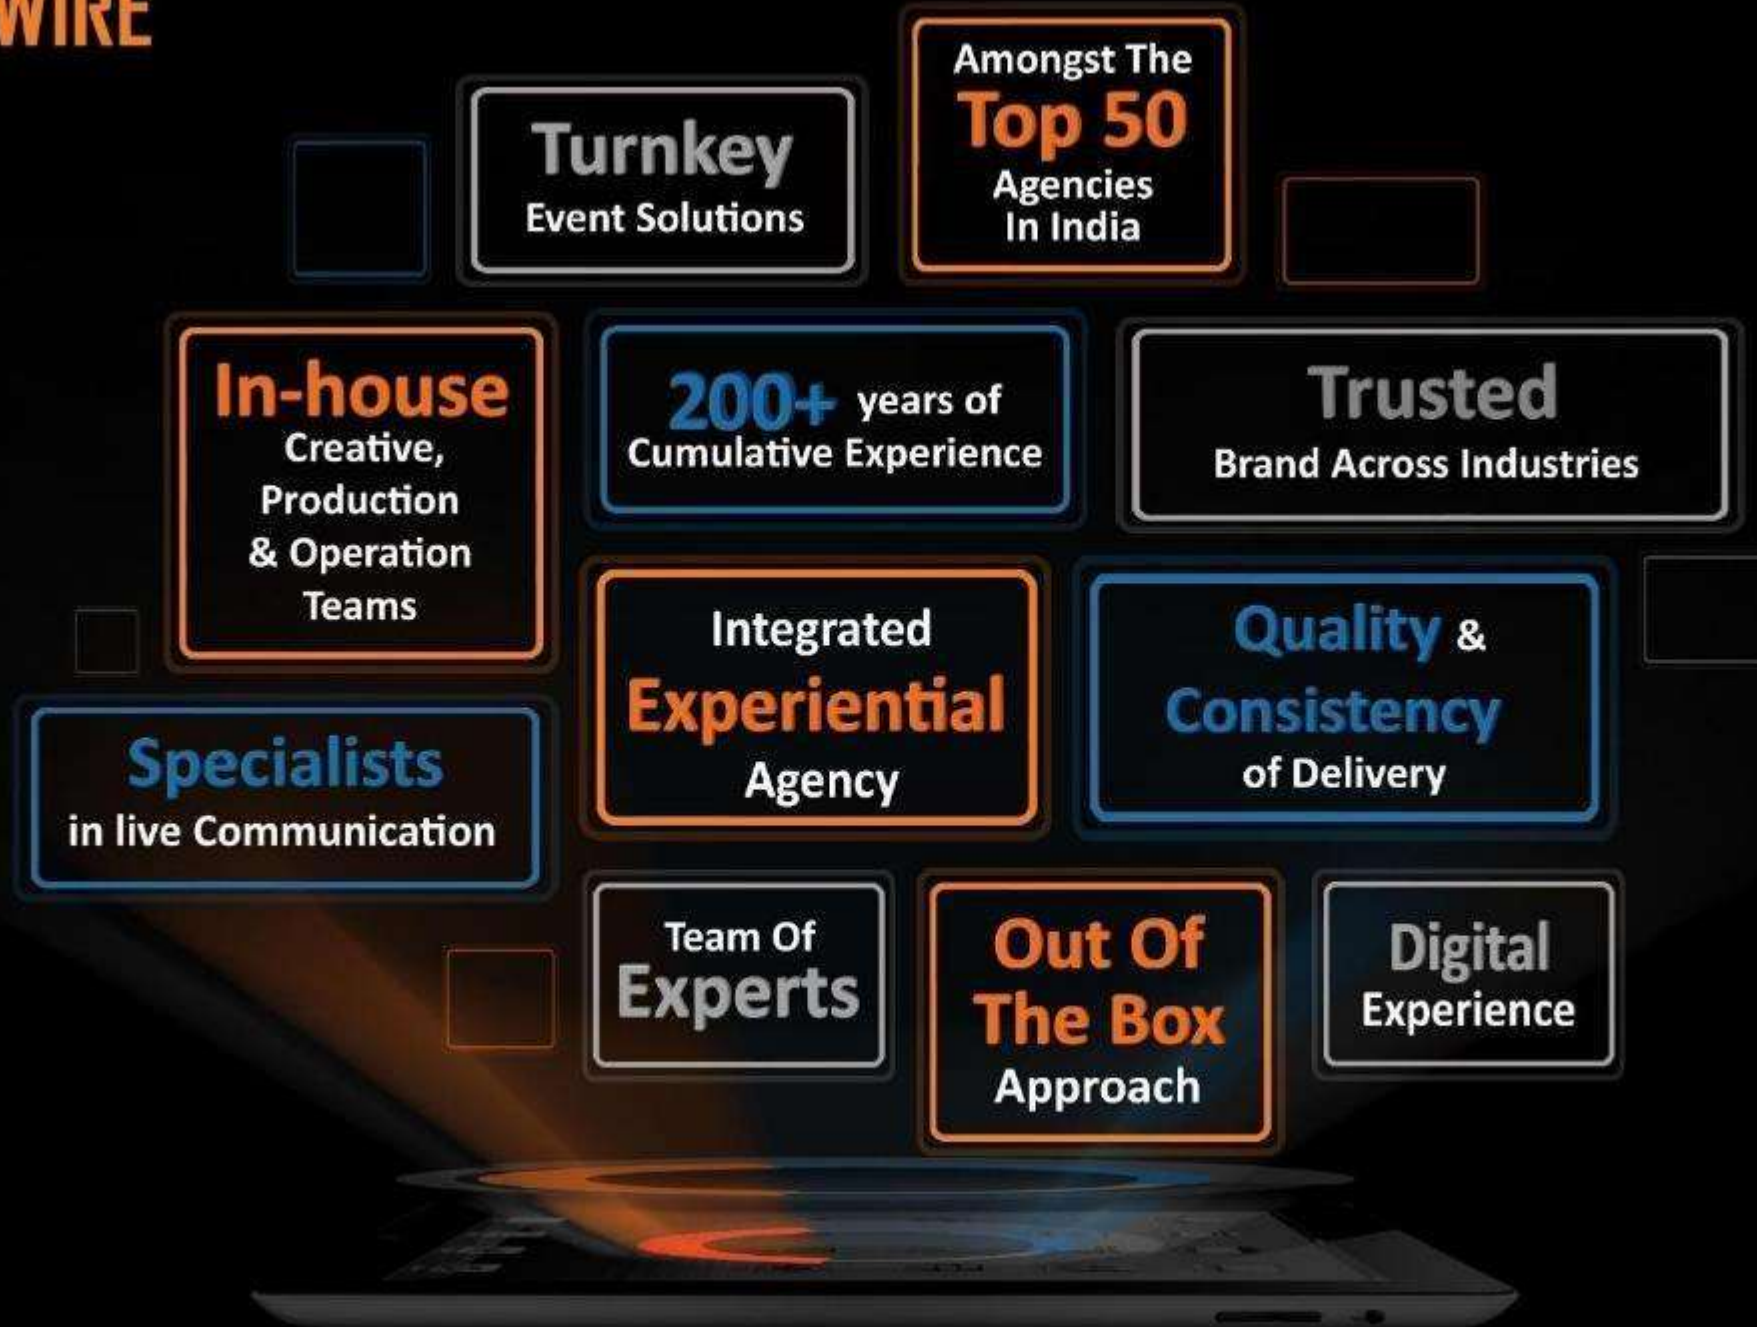 WIRE
Turnkey
Event Solutions
Amongst The
Top 50
Agencies
In India
In-house
Creative,
Production
& Operation
Teams
200+ years of
Cumulative Experience
Trusted
Brand Across Industries
Specialists
in live Communication
Integrated
Experiential
Agency
Quality &
Consistency
of Delivery
Team Of
Experts
Out Of
The Box
Approach
Digital
Experience